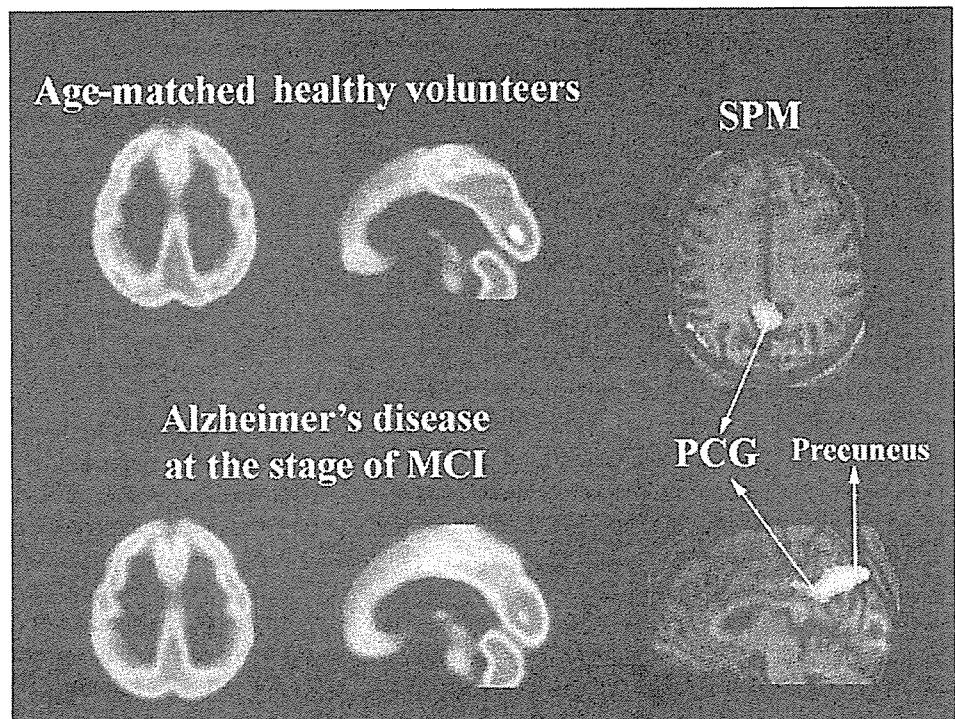 Age-matched healthy volunteers
SPM
Alzheimer's disease
at the stage of MCI
PCG
Precuneus